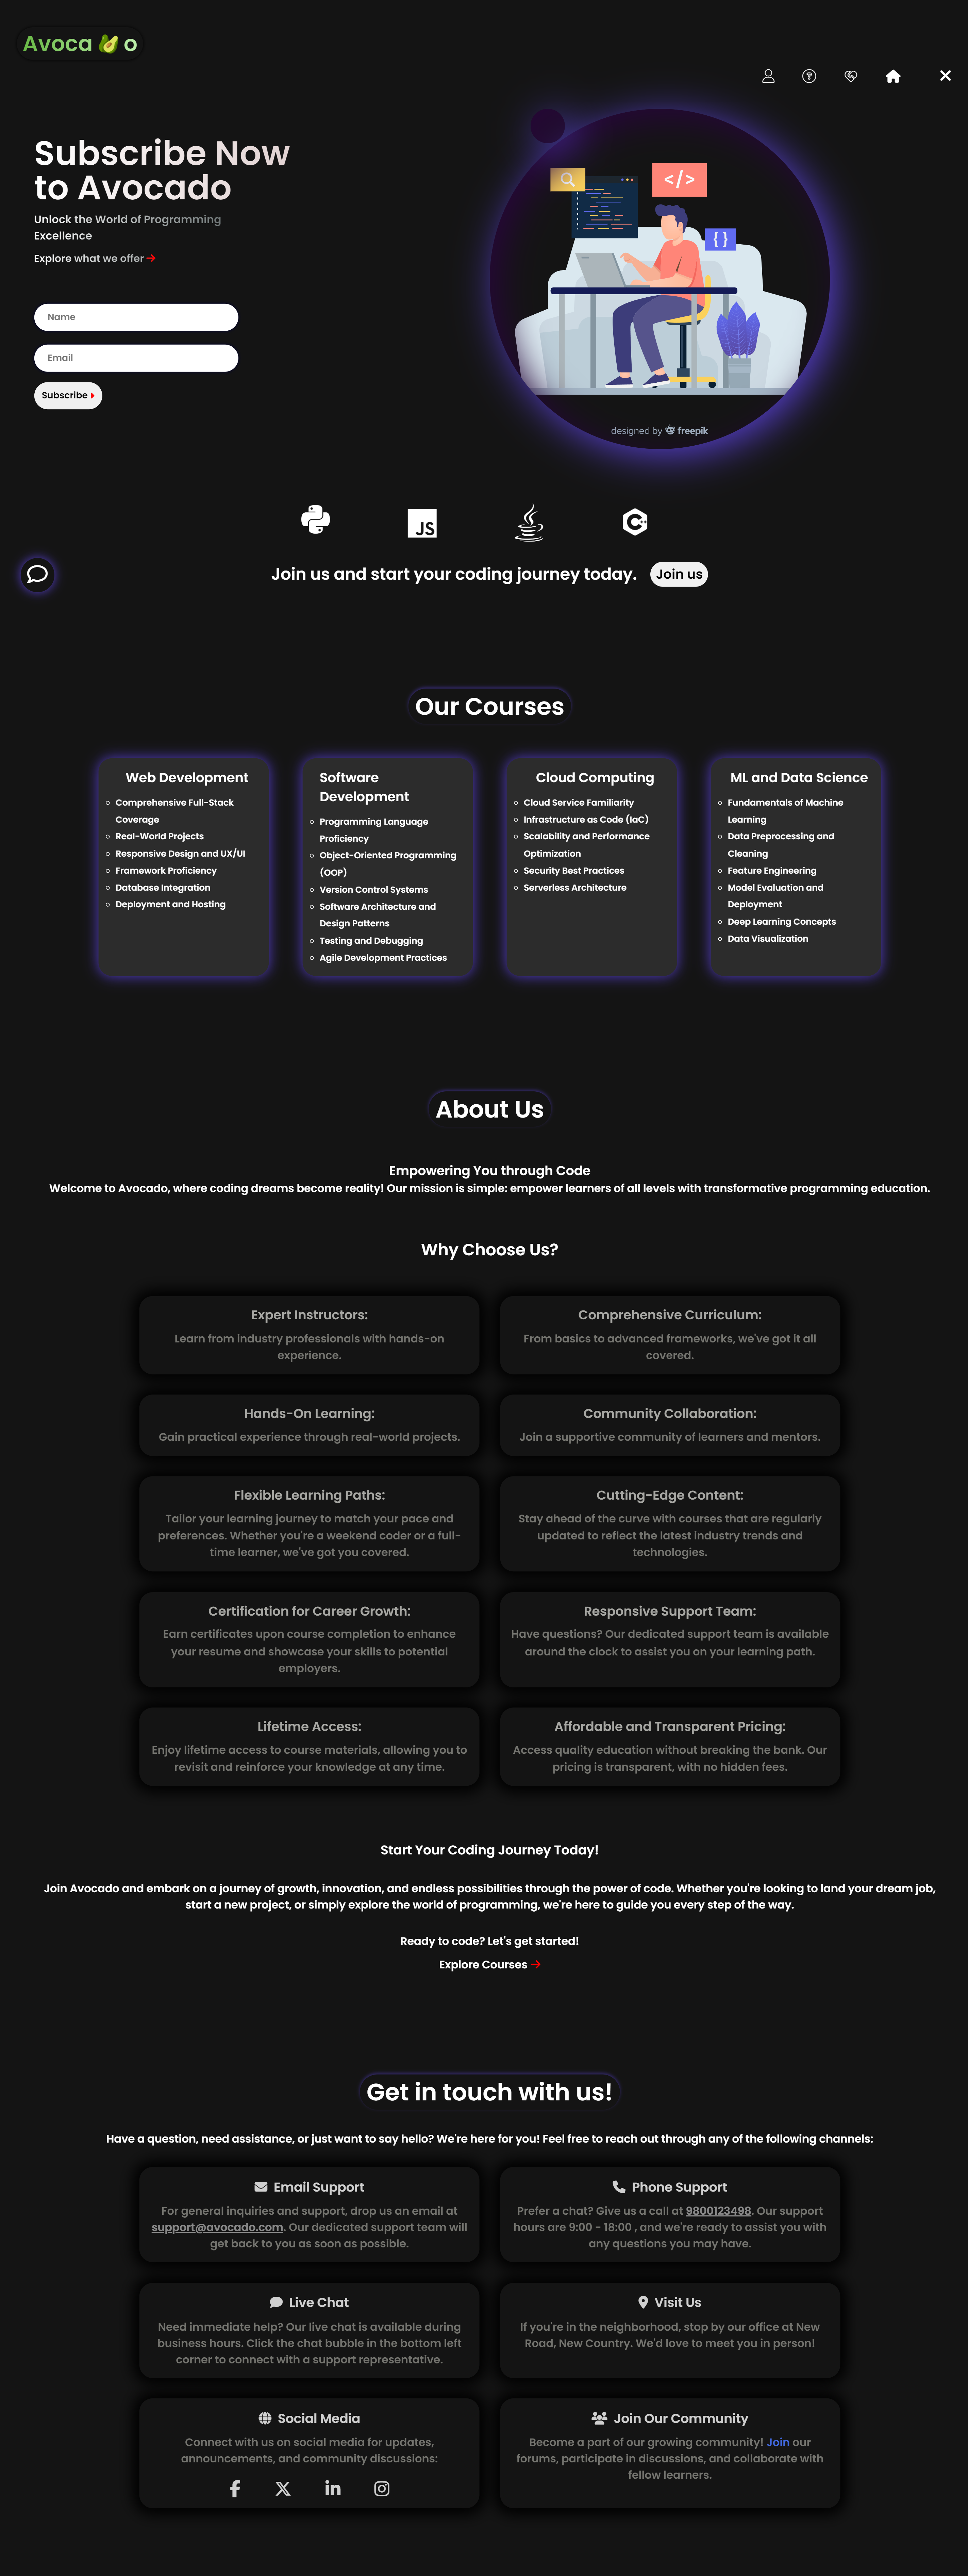 Avoca o
Subscribe Now
to Avocado
Unlock the World of Programming
Excellence
Explore what we offer
Name
Email
Subscribe
</>
{ }
designed by freepik
JS
Join us and start your coding journey today.
Join us
Our Courses
Web Development
Comprehensive Full-Stack
Coverage
Real-World Projects
Responsive Design and UX/UI
Framework Proficiency
Database Integration
Deployment and Hosting
Software
Development
Programming Language
Proficiency
Object-Oriented Programming
(OOP)
Version Control Systems
Software Architecture and
Design Patterns
Testing and Debugging
Agile Development Practices
Cloud Computing
Cloud Service Familiarity
Infrastructure as Code (IaC)
Scalability and Performance
Optimization
Security Best Practices
Serverless Architecture
ML and Data Science
Fundamentals of Machine
Learning
Data Preprocessing and
Cleaning
Feature Engineering
Model Evaluation and
Deployment
Deep Learning Concepts
Data Visualization
About Us
Empowering You through Code
Welcome to Avocado, where coding dreams become reality! Our mission is simple: empower learners of all levels with transformative programming education.
Why Choose Us?
Expert Instructors:
Learn from industry professionals with hands-on
experience.
Comprehensive Curriculum:
From basics to advanced frameworks, we've got it all
covered.
Hands-On Learning:
Gain practical experience through real-world projects.
Community Collaboration:
Join a supportive community of learners and mentors.
Flexible Learning Paths:
Tailor your learning journey to match your pace and
preferences. Whether you're a weekend coder or a full-
time learner, we've got you covered.
Cutting-Edge Content:
Stay ahead of the curve with courses that are regularly
updated to reflect the latest industry trends and
technologies.
Certification for Career Growth:
Earn certificates upon course completion to enhance
your resume and showcase your skills to potential
employers.
Responsive Support Team:
Have questions? Our dedicated support team is available
around the clock to assist you on your learning path.
Lifetime Access:
Enjoy lifetime access to course materials, allowing you to
revisit and reinforce your knowledge at any time.
Affordable and Transparent Pricing:
Access quality education without breaking the bank. Our
pricing is transparent, with no hidden fees.
Start Your Coding Journey Today!
Join Avocado and embark on a journey of growth, innovation, and endless possibilities through the power of code. Whether you're looking to land your dream job,
start a new project, or simply explore the world of programming, we're here to guide you every step of the way.
Ready to code? Let's get started!
Explore Courses
Get in touch with us!
Have a question, need assistance, or just want to say hello? We're here for you! Feel free to reach out through any of the following channels:
Email Support
For general inquiries and support, drop us an email at
support@avocado.com. Our dedicated support team will
get back to you as soon as possible.
Phone Support
Prefer a chat? Give us a call at 9800123498. Our support
hours are 9:00 - 18:00 , and we're ready to assist you with
any questions you may have.
Live Chat
Need immediate help? Our live chat is available during
business hours. Click the chat bubble in the bottom left
corner to connect with a support representative.
Visit Us
If you're in the neighborhood, stop by our office at New
Road, New Country. We'd love to meet you in person!
Social Media
Connect with us on social media for updates,
announcements, and community discussions:
Join Our Community
Become a part of our growing community! Join our
forums, participate in discussions, and collaborate with
fellow learners.